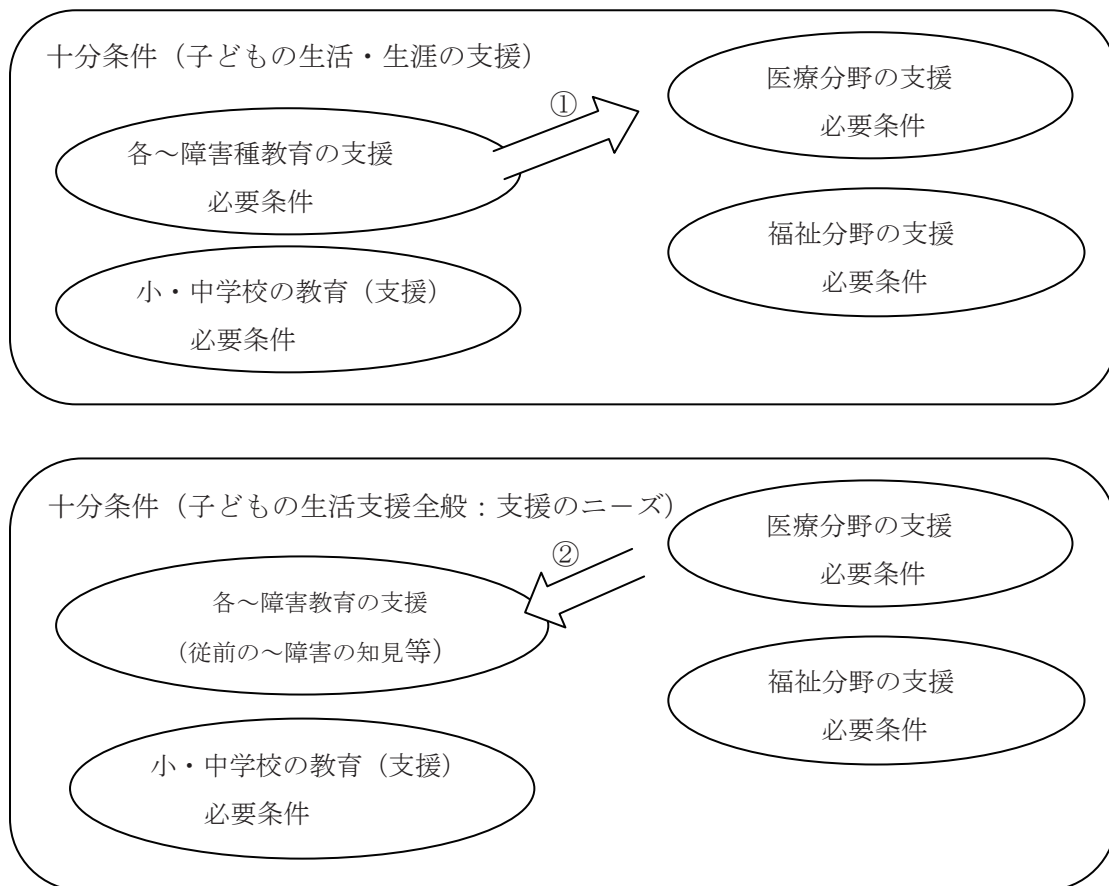 十分条件（子どもの生活・生涯の支援）
医療分野の支援
必要条件
①
各～障害種教育の支援
必要条件
福祉分野の支援
必要条件
小・中学校の教育（支援）
必要条件
十分条件（子どもの生活支援全般：支援のニーズ）
医療分野の支援
必要条件
②
各～障害教育の支援
（従前の～障害の知見等）
福祉分野の支援
必要条件
小・中学校の教育（支援）
必要条件